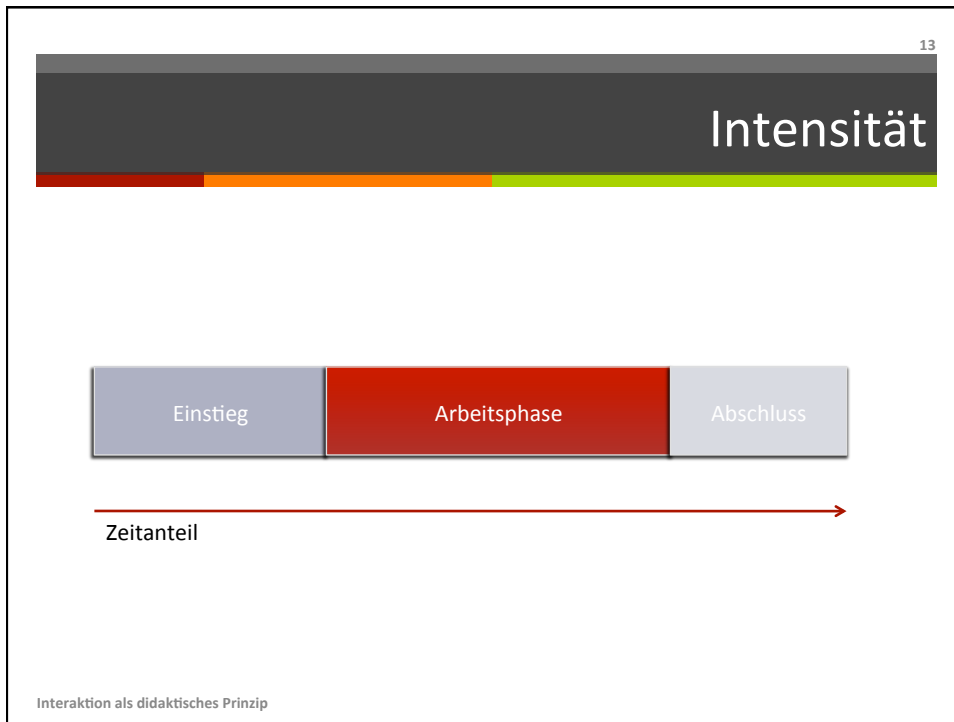 13
Intensität
Einstieg Arbeitsphase Abschluss
Zeitanteil
Interaktion als didaktisches Prinzip